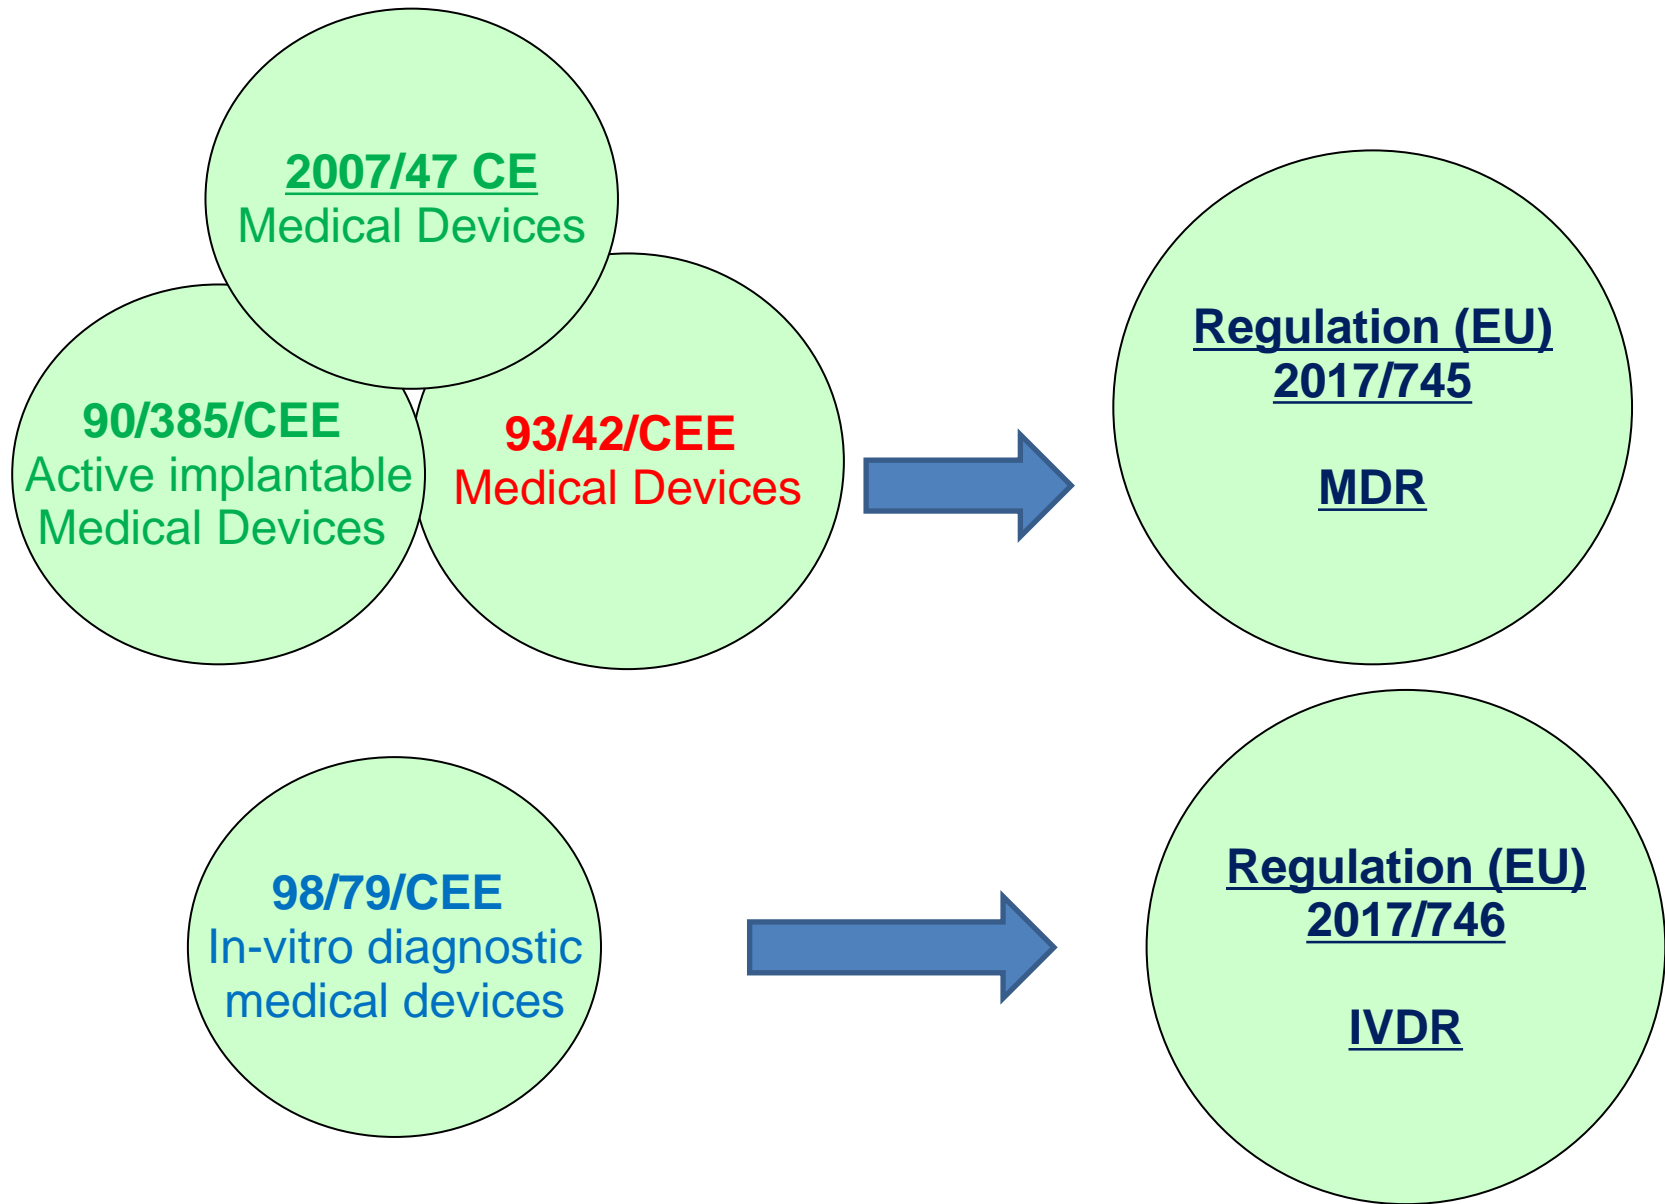 2007/47 CE
Medical Devices
90/385/CEE
Active implantable
Medical Devices
93/42/CEE
Medical Devices
Regulation (EU)
2017/745
MDR
98/79/CEE
In-vitro diagnostic
medical devices
Regulation (EU)
2017/746
IVDR